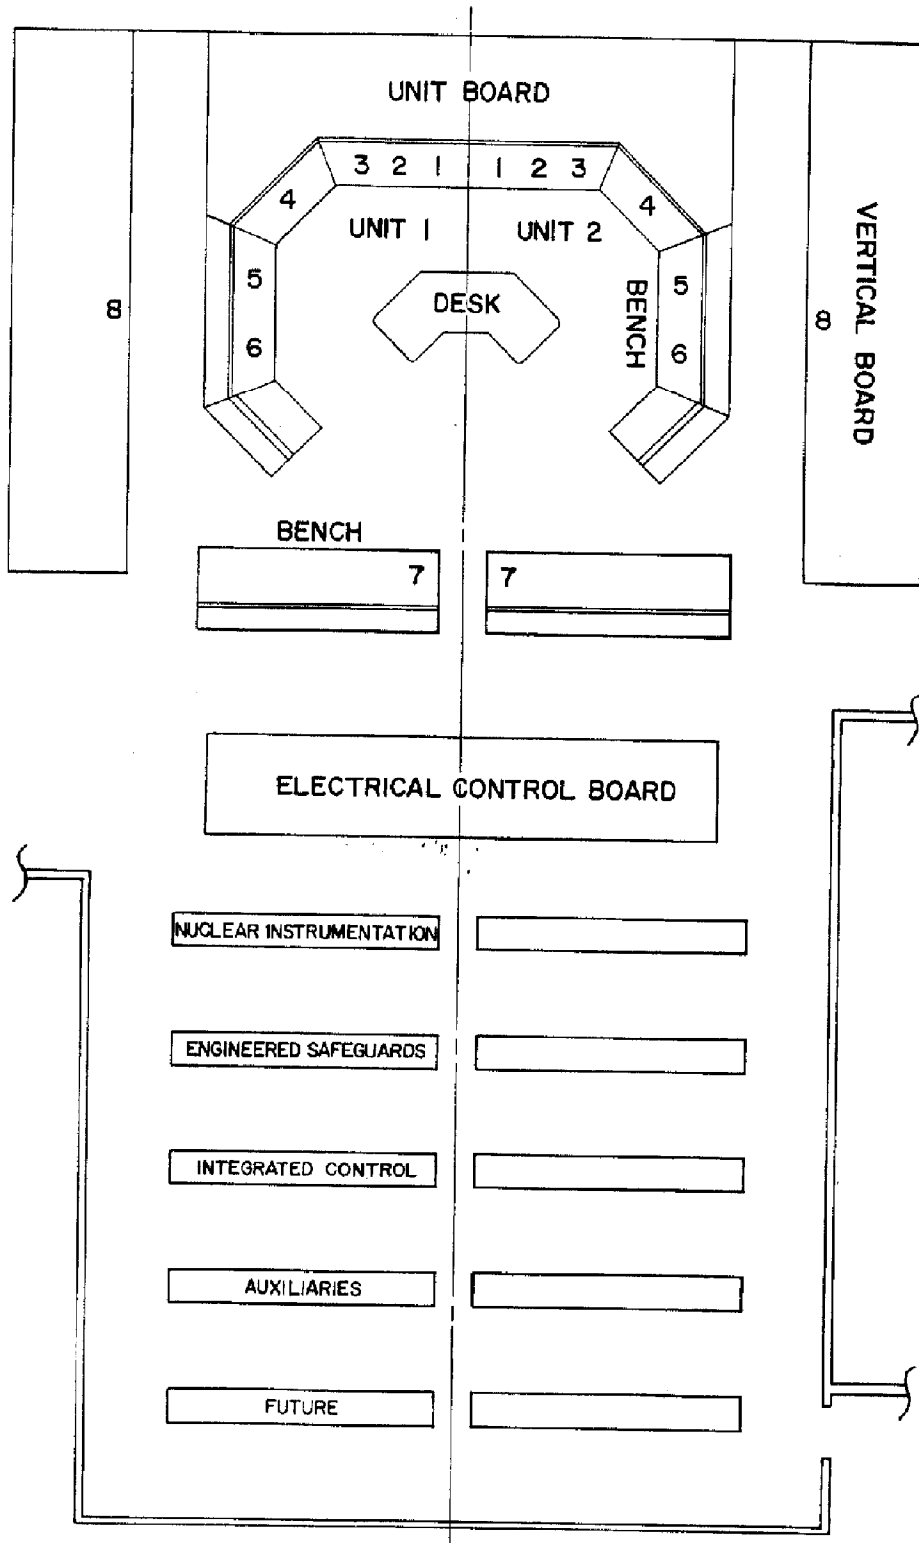 UNIT BOARD
3 2 1 1 2 3
4 4
UNIT 1 UNIT 2
VERTICAL BOARD
5 5
DESK
BENCH
8 8
6 6
BENCH
7 7
ELECTRICAL CONTROL BOARD
NUCLEAR INSTRUMENTATION
ENGINEERED SAFEGUARDS
INTEGRATED CONTROL
AUXILIARIES
FUTURE